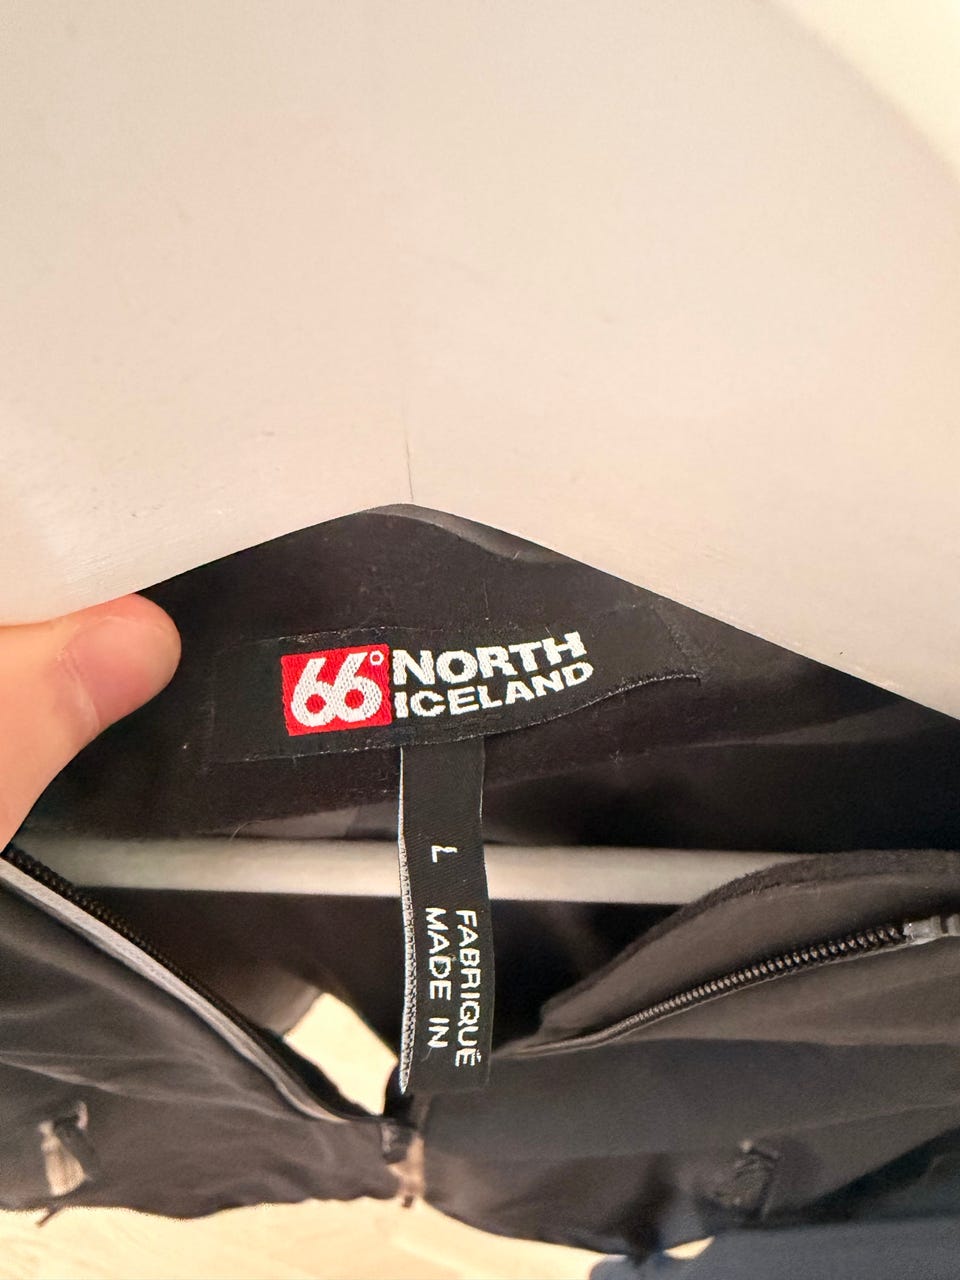 66°NORTH
ICELAND
L
FABRIQUÉ
MADE IN